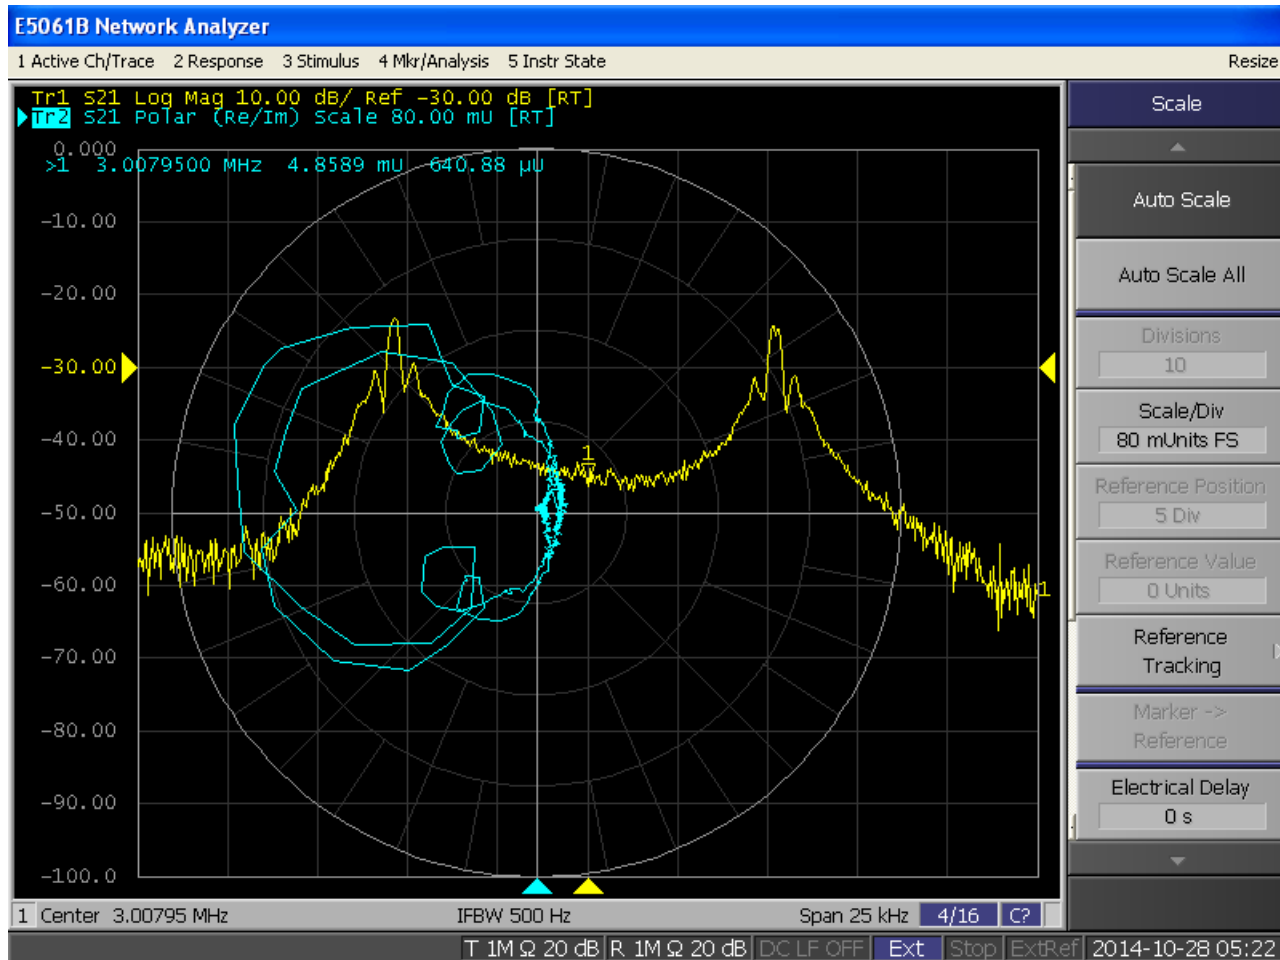 E5061B Network Analyzer
1 Active Ch/Trace 2 Response 3 Stimulus 4 Mkr/Analysis 5 Instr State Resize
Tr1 S21 Log Mag 10.00 dB/ Ref -30.00 dB [RT]
Tr2 S21 Polar (Re/Im) Scale 80.00 mU [RT]
0.000
>1 3.0079500 MHz 4.8589 mU 640.88 µU
-10.00
-20.00
-30.00
-40.00
-50.00
-60.00
-70.00
-80.00
-90.00
-100.0
1
1
Scale
Auto Scale
Auto Scale All
Divisions
10
Scale/Div
80 mUnits FS
Reference Position
5 Div
Reference Value
0 Units
Reference
Tracking
Marker ->
Reference
Electrical Delay
0 s
1 Center 3.00795 MHz IFBW 500 Hz Span 25 kHz 4/16 C?
T 1M Ω 20 dB R 1M Ω 20 dB DC LF OFF Ext Stop ExtRef 2014-10-28 05:22